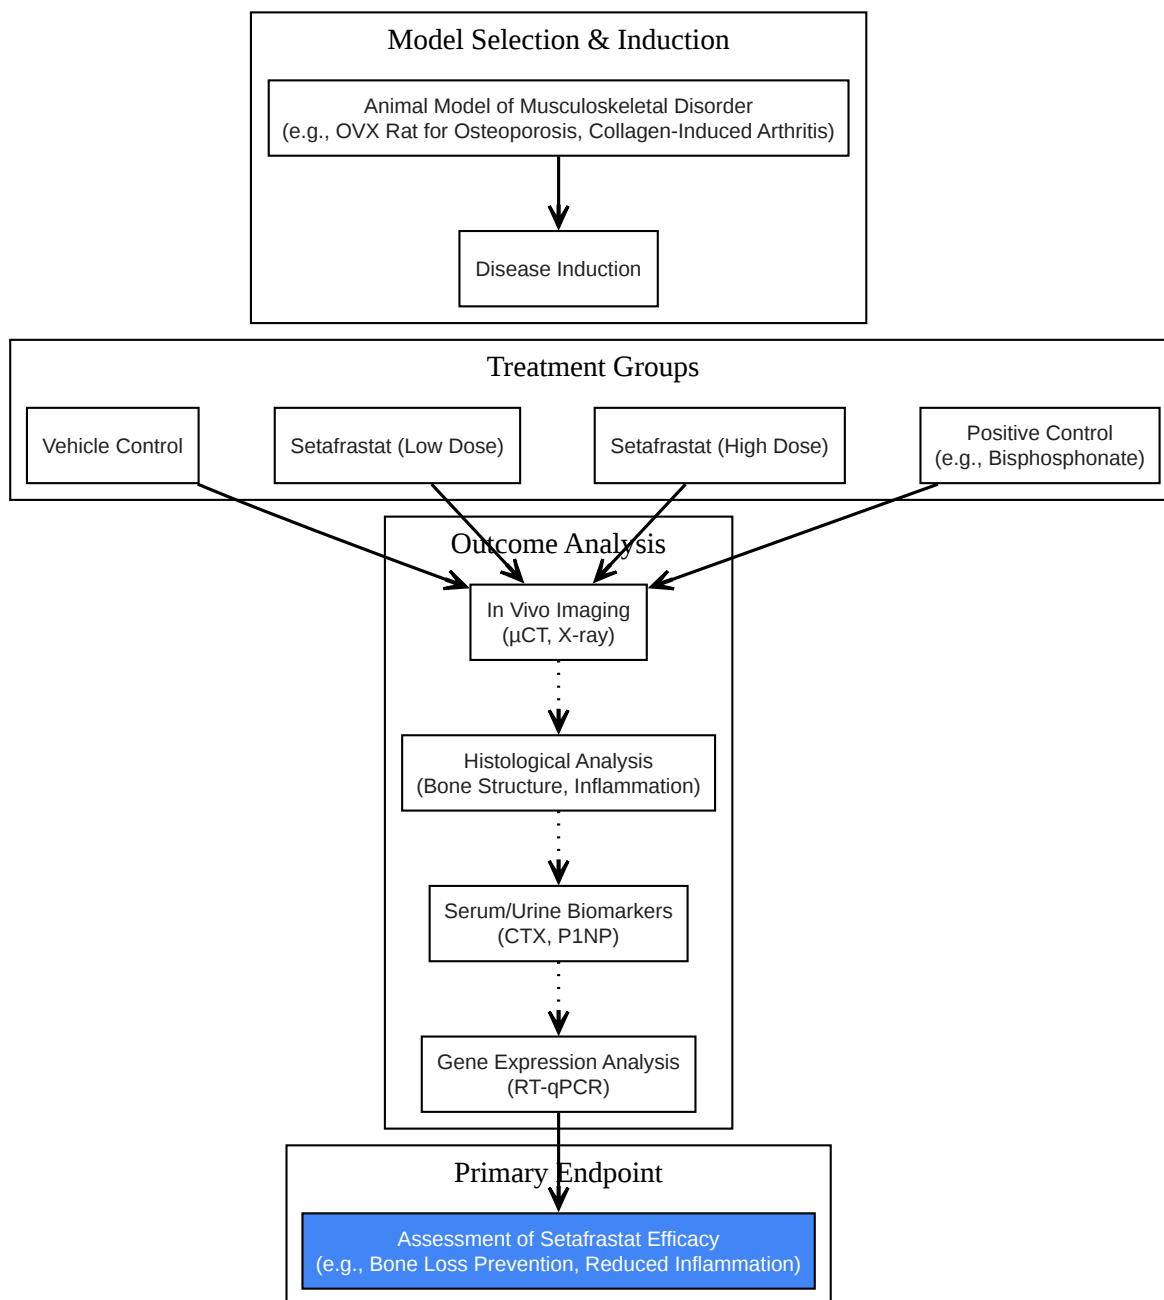 Model Selection & Induction
Animal Model of Musculoskeletal Disorder
(e.g., OVX Rat for Osteoporosis, Collagen-Induced Arthritis)
Disease Induction
Treatment Groups
Vehicle Control
Setafrastat (Low Dose)
Setafrastat (High Dose)
Positive Control
(e.g., Bisphosphonate)
Outcome Analysis
In Vivo Imaging
(µCT, X-ray)
Histological Analysis
(Bone Structure, Inflammation)
Serum/Urine Biomarkers
(CTX, P1NP)
Gene Expression Analysis
(RT-qPCR)
Primary Endpoint
Assessment of Setafrastat Efficacy
(e.g., Bone Loss Prevention, Reduced Inflammation)